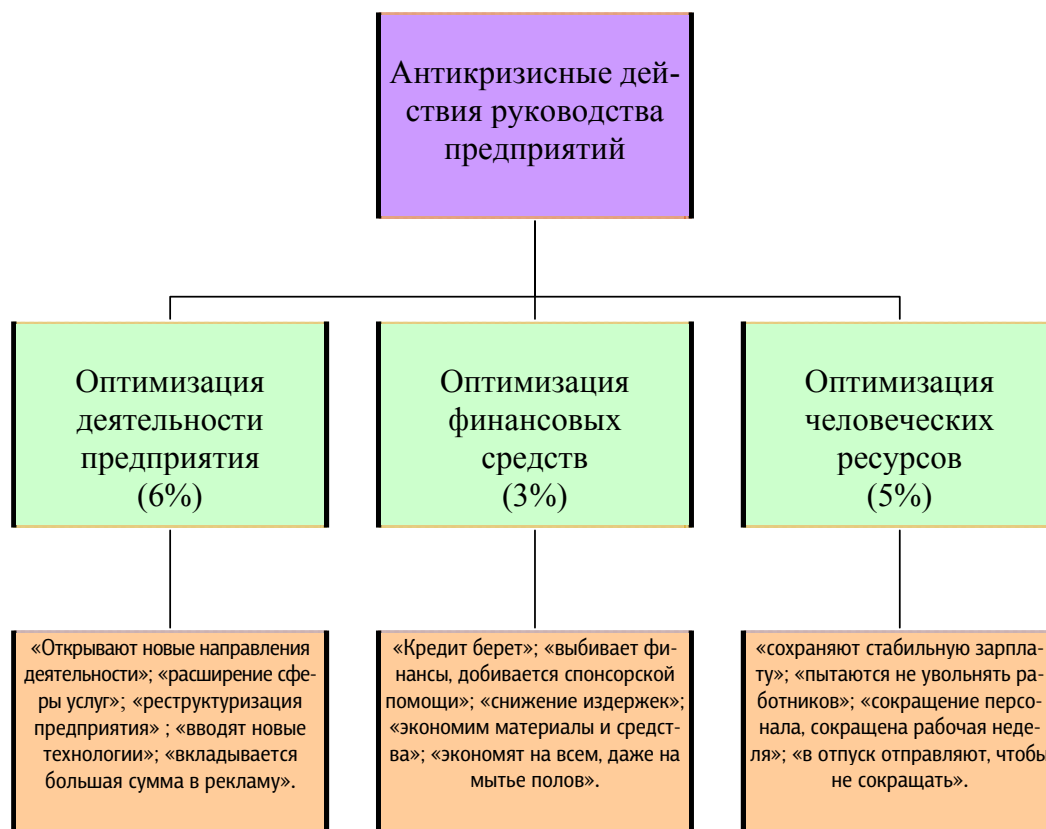 Антикризисные дей-
ствия руководства
предприятий
Оптимизация
деятельности
предприятия
(6%)
Оптимизация
финансовых
средств
(3%)
Оптимизация
человеческих
ресурсов
(5%)
«Открывают новые направления
деятельности»; «расширение сфе-
ры услуг»; «реструктуризация
предприятия» ; «вводят новые
технологии»; «вкладывается
большая сумма в рекламу».
«Кредит берет»; «выбивает фи-
нансы, добивается спонсорской
помощи»; «снижение издержек»;
«экономим материалы и средст-
ва»; «экономят на всем, даже на
мытье полов».
«сохраняют стабильную зарпла-
ту»; «пытаются не увольнять ра-
ботников»; «сокращение персо-
нала, сокращена рабочая неде-
ля»; «в отпуск отправляют, чтобы
не сокращать».